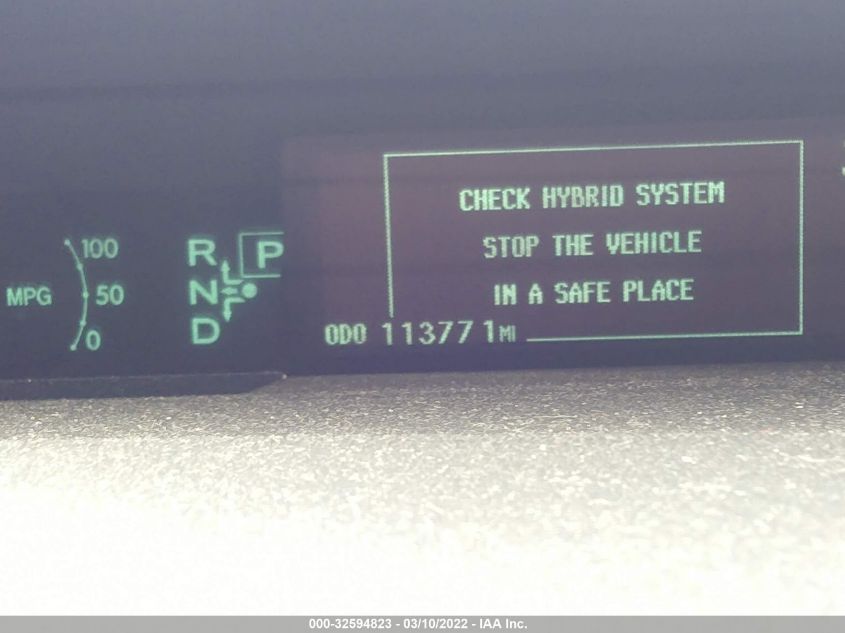 CHECK HYBRID SYSTEM
STOP THE VEHICLE
IN A SAFE PLACE
ODO 113771 MI
100
MPG 50
0
R P
N
D
000-32594823 - 03/10/2022 - IAA Inc.